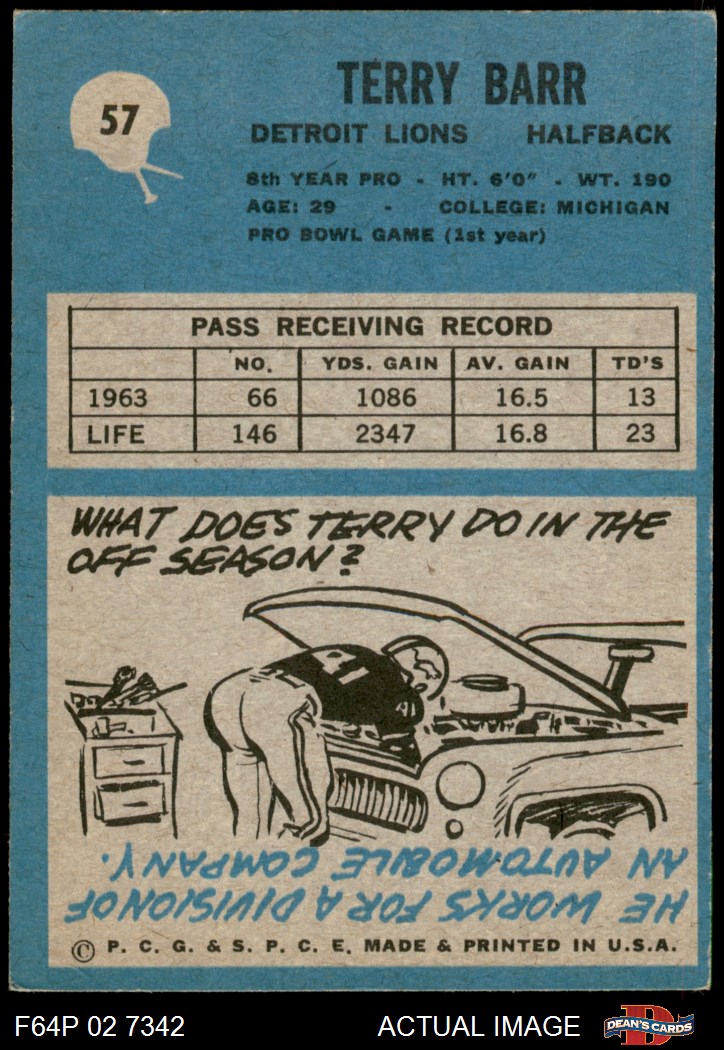 57
TERRY BARR
DETROIT LIONS HALFBACK
8th YEAR PRO - HT. 6'0" - WT. 190
AGE: 29 - COLLEGE: MICHIGAN
PRO BOWL GAME (1st year)
PASS RECEIVING RECORD
NO. YDS. GAIN AV. GAIN TD'S
1963 66 1086 16.5 13
LIFE 146 2347 16.8 23
WHAT DOES TERRY DO IN THE
OFF SEASON?
HE WORKS FOR A DIVISION OF
AN AUTOMOBILE COMPANY.
© P. C. G. & S. P. C. E. MADE & PRINTED IN U.S.A.
F64P 02 7342 ACTUAL IMAGE D DEAN'S CARDS